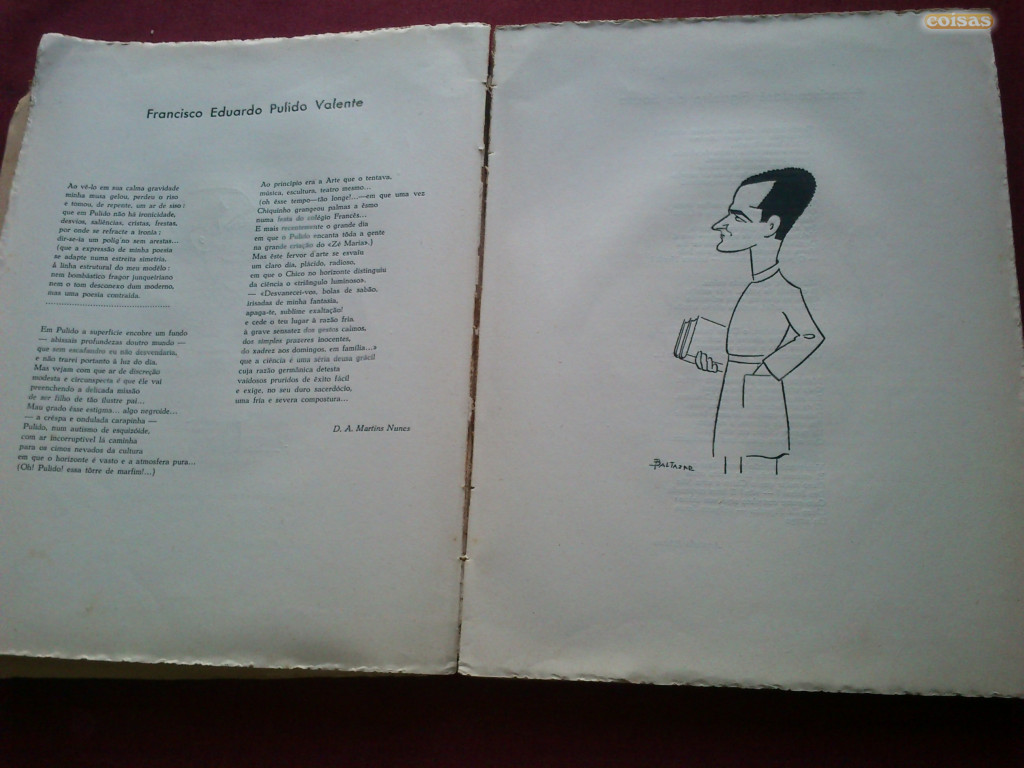 coisas
Francisco Eduardo Pulido Valente
Ao vê-lo em sua calma gravidade
minha musa gelou, perdeu o riso
e tomou, de repente, um ar de siso:
que em Pulido não há ironicidade,
desvios, saliências, cristas, frestas,
por onde se refracte a ironia;
dir-se-ia um polig no sem arestas...
(que a expressão de minha poesia
se adapte numa estreita simetria,
à linha estrutural do meu modêlo:
nem bombástico fragor junqueiriano
nem o tom desconexo dum moderno,
mas uma poesia contraída.
Em Pulido a superfície encobre um fundo
— abissais profundezas doutro mundo —
que sem escafandro eu não desvendaria,
e não trarei portanto à luz do dia.
Mas vejam com que ar de discreção
modesta e circunspecta é que êle vai
preenchendo a delicada missão
de ser filho de tão ilustre pai...
Mau grado êsse estigma... algo negróide...
— a crêspa e ondulada carapinha —
Pulido, num autismo de esquizóide,
com ar incorruptível lá caminha
para os cimos nevados da cultura
em que o horizonte é vasto e a atmosfera pura...
(Oh! Pulido! essa tôrre de marfim!...)
Ao princípio era a Arte que o tentava,
música, escultura, teatro mesmo...
(oh êsse tempo—tão longe!...—em que uma vez
Chiquinho grangeou palmas a êsmo
numa festa do colégio Francês...
E mais recentemente o grande dia
em que o Pulido encanta tôda a gente
na grande criação do «Zé Maria».)
Mas êste fervor d'arte se esvaiu
um claro dia, plácido, radioso,
em que o Chico no horizonte distinguiu
da ciência o «triângulo luminoso».
— «Desvanecei-vos, bolas de sabão,
irisadas de minha fantasia,
apaga-te, sublime exaltação!
e cede o teu lugar à razão fria
à grave sensatez dos gestos calmos,
dos simples prazeres inocentes,
do xadrez aos domingos, em família...»
que a ciência é uma séria deusa grácil
cuja razão germânica detesta
vaidosos pruridos de êxito fácil
e exige, no seu duro sacerdócio,
uma fria e severa compostura...
D. A. Martins Nunes
BALTAZAR